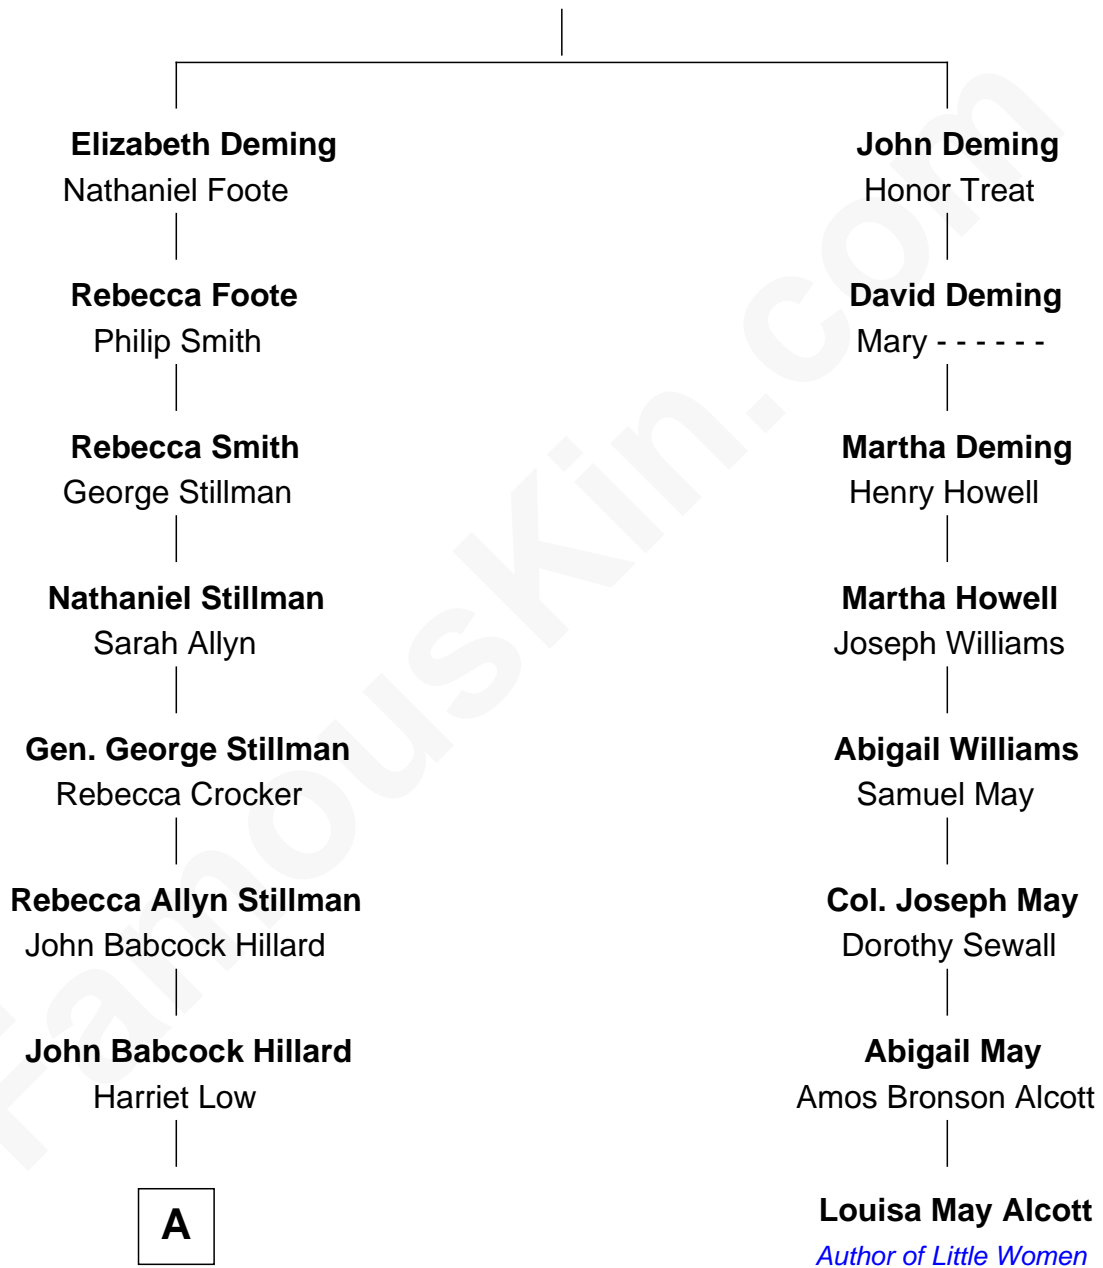 Elizabeth Deming
Nathaniel Foote
Rebecca Foote
Philip Smith
Rebecca Smith
George Stillman
Nathaniel Stillman
Sarah Allyn
Gen. George Stillman
Rebecca Crocker
Rebecca Allyn Stillman
John Babcock Hillard
John Babcock Hillard
Harriet Low
A
John Deming
Honor Treat
David Deming
Mary - - - - - -
Martha Deming
Henry Howell
Martha Howell
Joseph Williams
Abigail Williams
Samuel May
Col. Joseph May
Dorothy Sewall
Abigail May
Amos Bronson Alcott
Louisa May Alcott
Author of Little Women
FamousKin.com